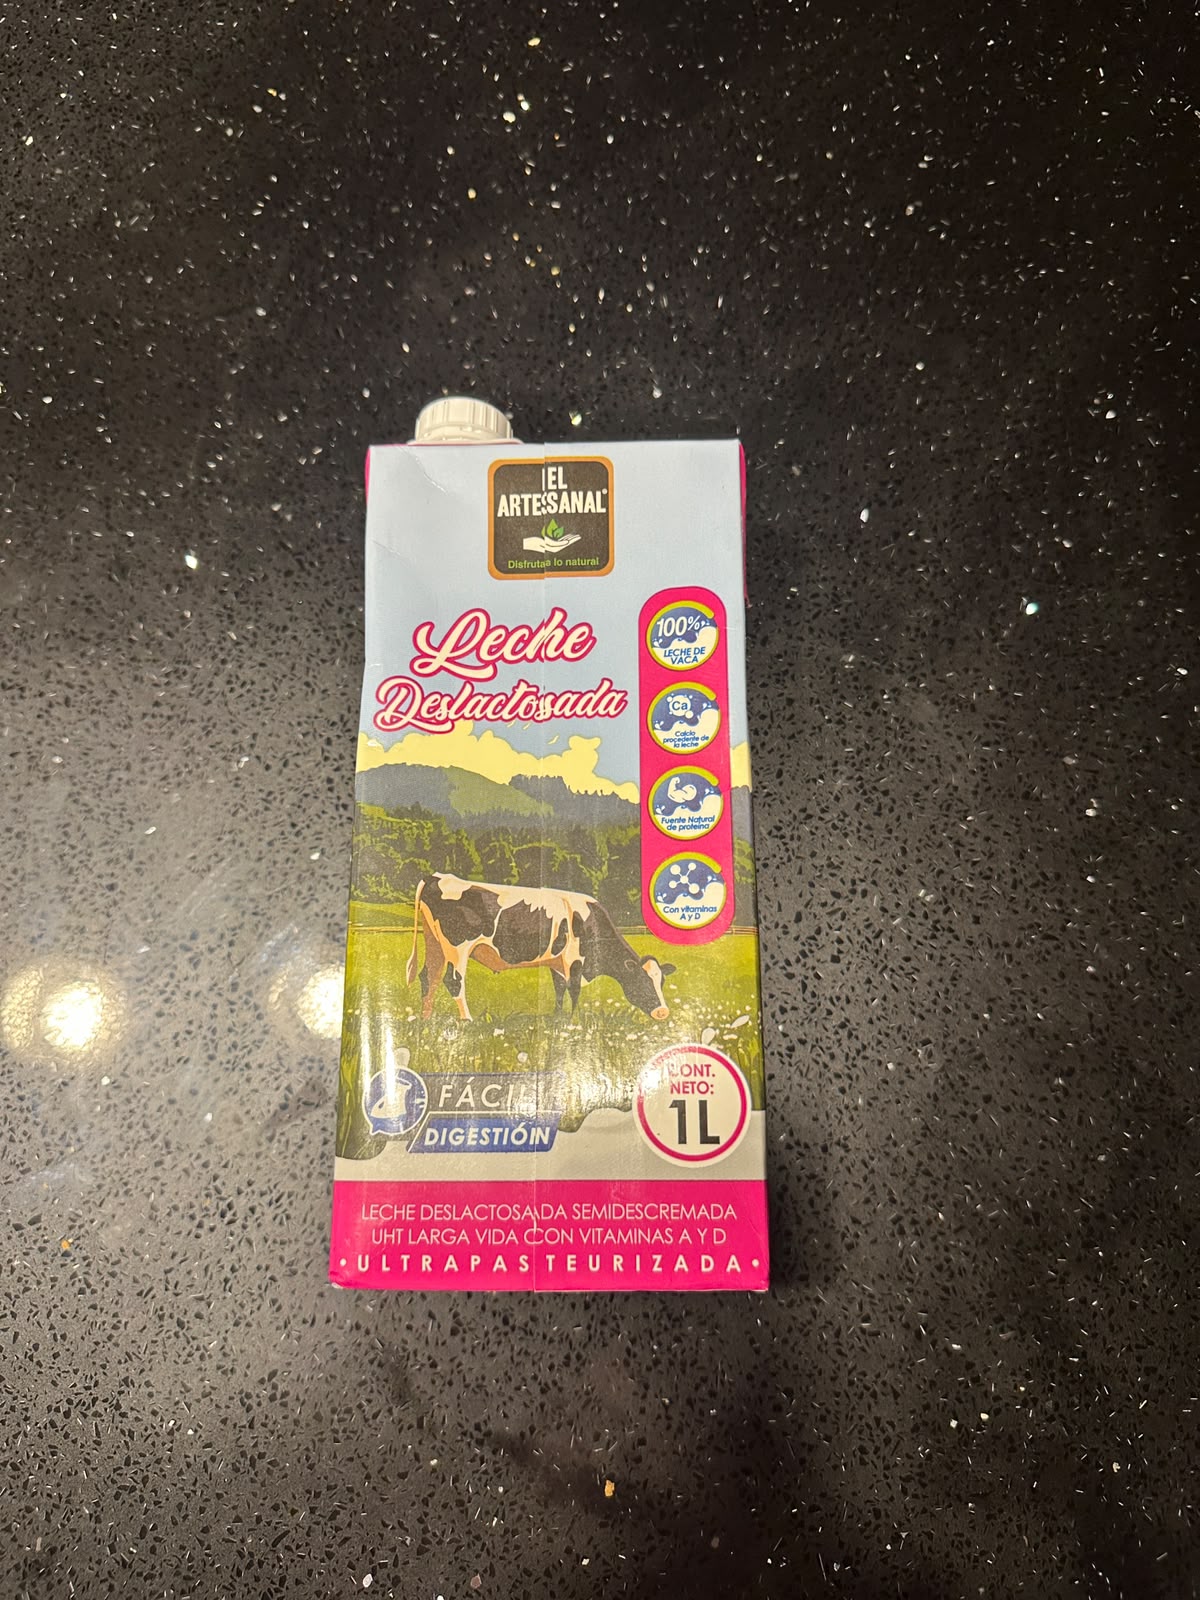 EL
ARTESANAL®
Disfruta lo natural
Leche
Deslactosada
100%
LECHE DE
VACA
Ca
Calcio
procedente de
la leche
Fuente Natural
de proteína
Con vitaminas
A y D
FÁCIL
DIGESTIÓN
CONT.
NETO:
1L
LECHE DESLACTOSADA SEMIDESCREMADA
UHT LARGA VIDA CON VITAMINAS A Y D
• ULTRAPASTEURIZADA •